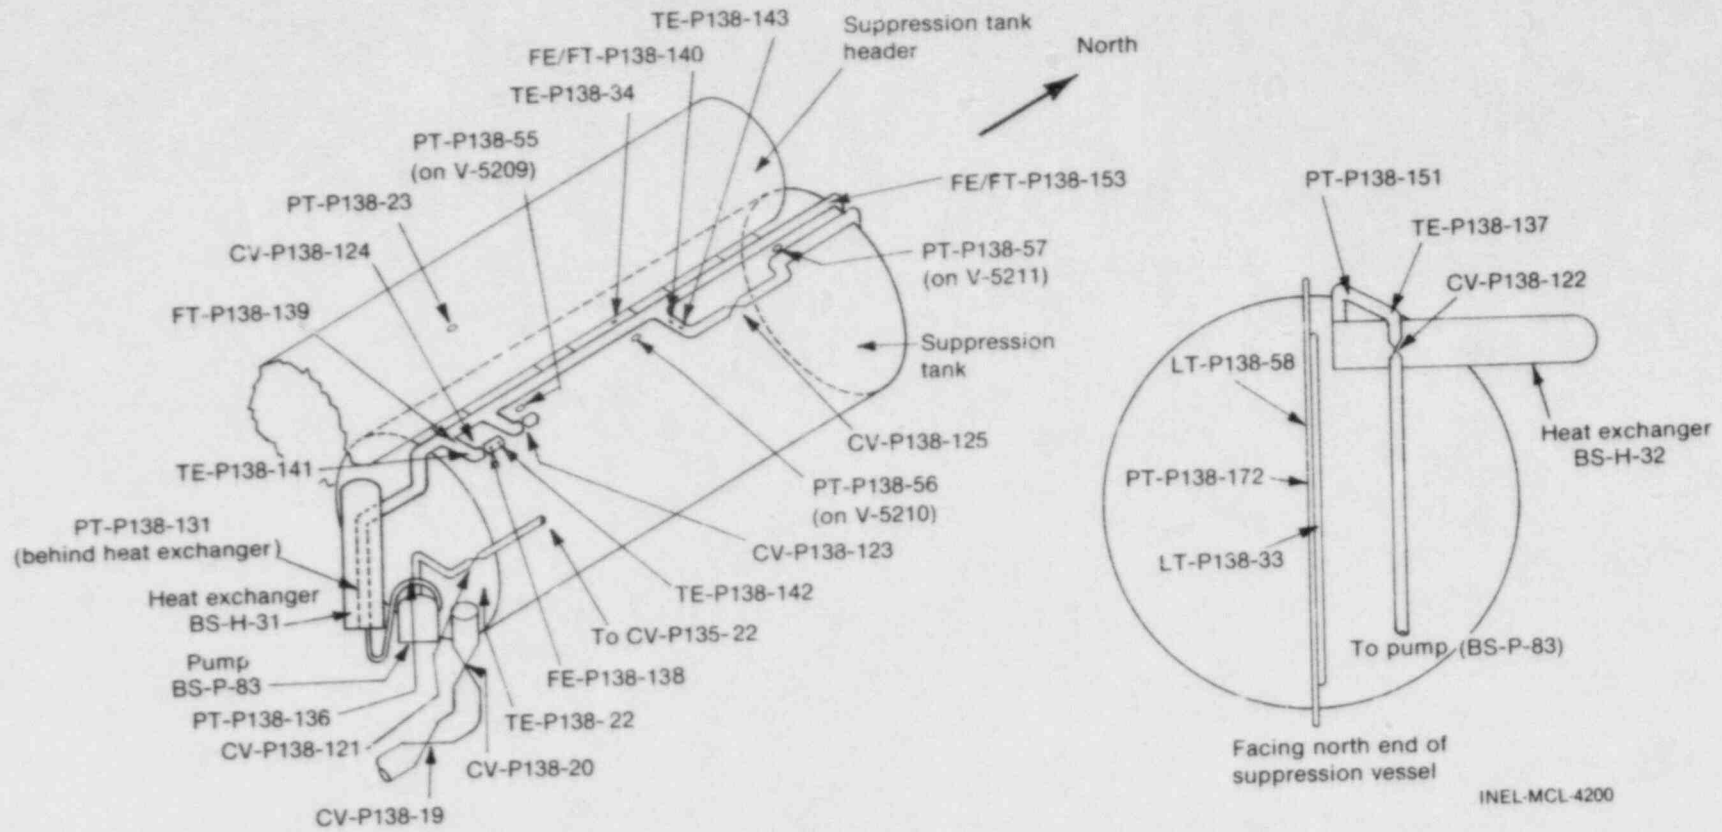 TE-P138-143
FE/FT-P138-140
TE-P138-34
PT-P138-55
(on V-5209)
PT-P138-23
CV-P138-124
FT-P138-139
Suppression tank
header
North
FE/FT-P138-153
PT-P138-57
(on V-5211)
Suppression
tank
CV-P138-125
PT-P138-56
(on V-5210)
CV-P138-123
TE-P138-142
To CV-P135-22
FE-P138-138
TE-P138-22
CV-P138-20
TE-P138-141
PT-P138-131
(behind heat exchanger)
Heat exchanger
BS-H-31
Pump
BS-P-83
PT-P138-136
CV-P138-121
CV-P138-19
PT-P138-151
TE-P138-137
CV-P138-122
LT-P138-58
PT-P138-172
LT-P138-33
Heat exchanger
BS-H-32
To pump (BS-P-83)
Facing north end of
suppression vessel
INEL-MCL-4200